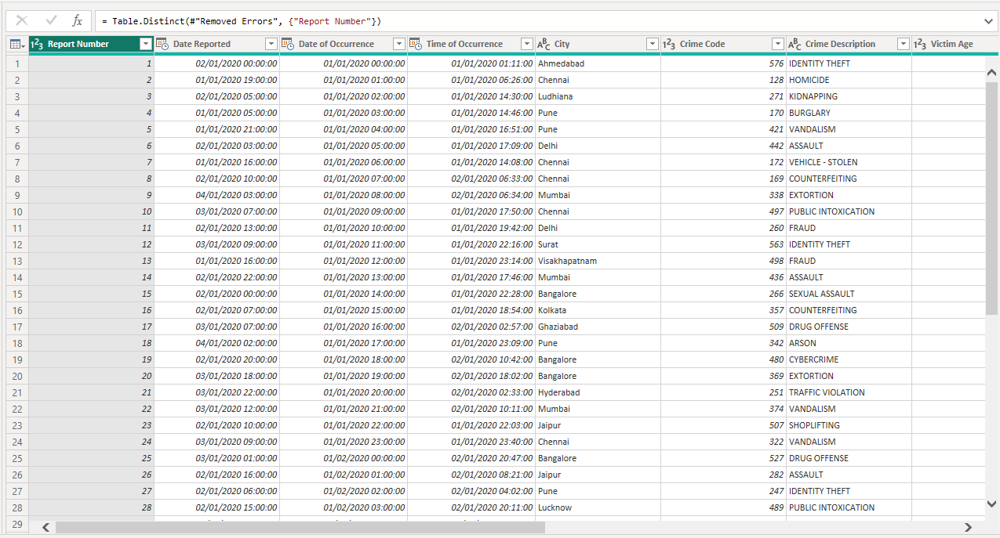 fx = Table.Distinct(#"Removed Errors", {"Report Number"})
123 Report Number Date Reported Date of Occurrence Time of Occurrence ABC City 123 Crime Code ABC Crime Description 123 Victim Age
1 1 02/01/2020 00:00:00 01/01/2020 00:00:00 01/01/2020 01:11:00 Ahmedabad 576 IDENTITY THEFT
2 2 01/01/2020 19:00:00 01/01/2020 01:00:00 01/01/2020 06:26:00 Chennai 128 HOMICIDE
3 3 02/01/2020 05:00:00 01/01/2020 02:00:00 01/01/2020 14:30:00 Ludhiana 271 KIDNAPPING
4 4 01/01/2020 05:00:00 01/01/2020 03:00:00 01/01/2020 14:46:00 Pune 170 BURGLARY
5 5 01/01/2020 21:00:00 01/01/2020 04:00:00 01/01/2020 16:51:00 Pune 421 VANDALISM
6 6 02/01/2020 03:00:00 01/01/2020 05:00:00 01/01/2020 17:09:00 Delhi 442 ASSAULT
7 7 01/01/2020 16:00:00 01/01/2020 06:00:00 01/01/2020 14:08:00 Chennai 172 VEHICLE - STOLEN
8 8 02/01/2020 10:00:00 01/01/2020 07:00:00 02/01/2020 06:33:00 Chennai 169 COUNTERFEITING
9 9 04/01/2020 03:00:00 01/01/2020 08:00:00 02/01/2020 06:34:00 Mumbai 338 EXTORTION
10 10 03/01/2020 07:00:00 01/01/2020 09:00:00 01/01/2020 17:50:00 Chennai 497 PUBLIC INTOXICATION
11 11 02/01/2020 13:00:00 01/01/2020 10:00:00 01/01/2020 19:42:00 Delhi 260 FRAUD
12 12 03/01/2020 09:00:00 01/01/2020 11:00:00 01/01/2020 22:16:00 Surat 563 IDENTITY THEFT
13 13 01/01/2020 16:00:00 01/01/2020 12:00:00 01/01/2020 23:14:00 Visakhapatnam 498 FRAUD
14 14 02/01/2020 22:00:00 01/01/2020 13:00:00 01/01/2020 17:46:00 Mumbai 436 ASSAULT
15 15 02/01/2020 00:00:00 01/01/2020 14:00:00 01/01/2020 22:28:00 Bangalore 266 SEXUAL ASSAULT
16 16 02/01/2020 07:00:00 01/01/2020 15:00:00 01/01/2020 18:54:00 Kolkata 357 COUNTERFEITING
17 17 03/01/2020 07:00:00 01/01/2020 16:00:00 02/01/2020 02:57:00 Ghaziabad 509 DRUG OFFENSE
18 18 04/01/2020 02:00:00 01/01/2020 17:00:00 01/01/2020 23:09:00 Pune 342 ARSON
19 19 02/01/2020 20:00:00 01/01/2020 18:00:00 02/01/2020 10:42:00 Bangalore 480 CYBERCRIME
20 20 03/01/2020 18:00:00 01/01/2020 19:00:00 02/01/2020 18:02:00 Bangalore 369 EXTORTION
21 21 03/01/2020 22:00:00 01/01/2020 20:00:00 02/01/2020 02:33:00 Hyderabad 251 TRAFFIC VIOLATION
22 22 03/01/2020 12:00:00 01/01/2020 21:00:00 02/01/2020 10:11:00 Mumbai 374 VANDALISM
23 23 02/01/2020 10:00:00 01/01/2020 22:00:00 01/01/2020 22:03:00 Jaipur 507 SHOPLIFTING
24 24 03/01/2020 09:00:00 01/01/2020 23:00:00 01/01/2020 23:40:00 Chennai 322 VANDALISM
25 25 03/01/2020 01:00:00 01/02/2020 00:00:00 02/01/2020 20:47:00 Bangalore 527 DRUG OFFENSE
26 26 02/01/2020 16:00:00 01/02/2020 01:00:00 02/01/2020 08:21:00 Jaipur 282 ASSAULT
27 27 02/01/2020 06:00:00 01/02/2020 02:00:00 02/01/2020 04:02:00 Pune 247 IDENTITY THEFT
28 28 02/01/2020 15:00:00 01/02/2020 03:00:00 02/01/2020 20:11:00 Lucknow 489 PUBLIC INTOXICATION
29